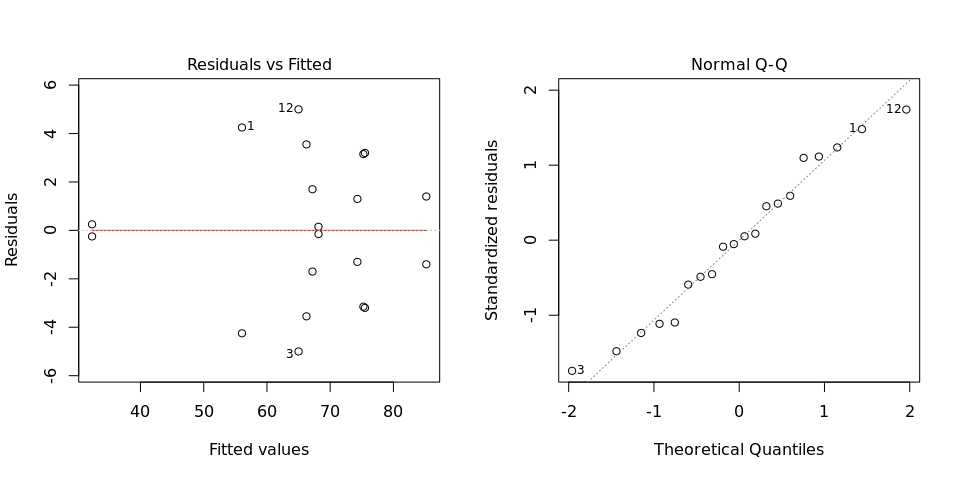 Residuals vs Fitted
Residuals
6
4
2
0
-2
-4
-6
12
1
3
40 50 60 70 80
Fitted values
Normal Q-Q
Standardized residuals
2
1
0
-1
12
1
3
-2 -1 0 1 2
Theoretical Quantiles